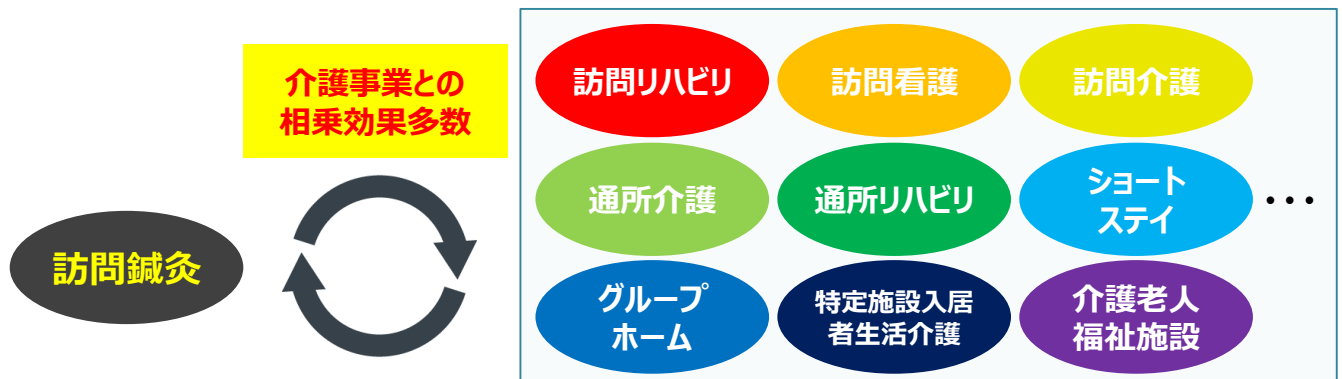 介護事業との
相乗効果多数
訪問鍼灸
訪問リハビリ
訪問看護
訪問介護
通所介護
通所リハビリ
ショート
ステイ
・・・
グループ
ホーム
特定施設入居
者生活介護
介護老人
福祉施設